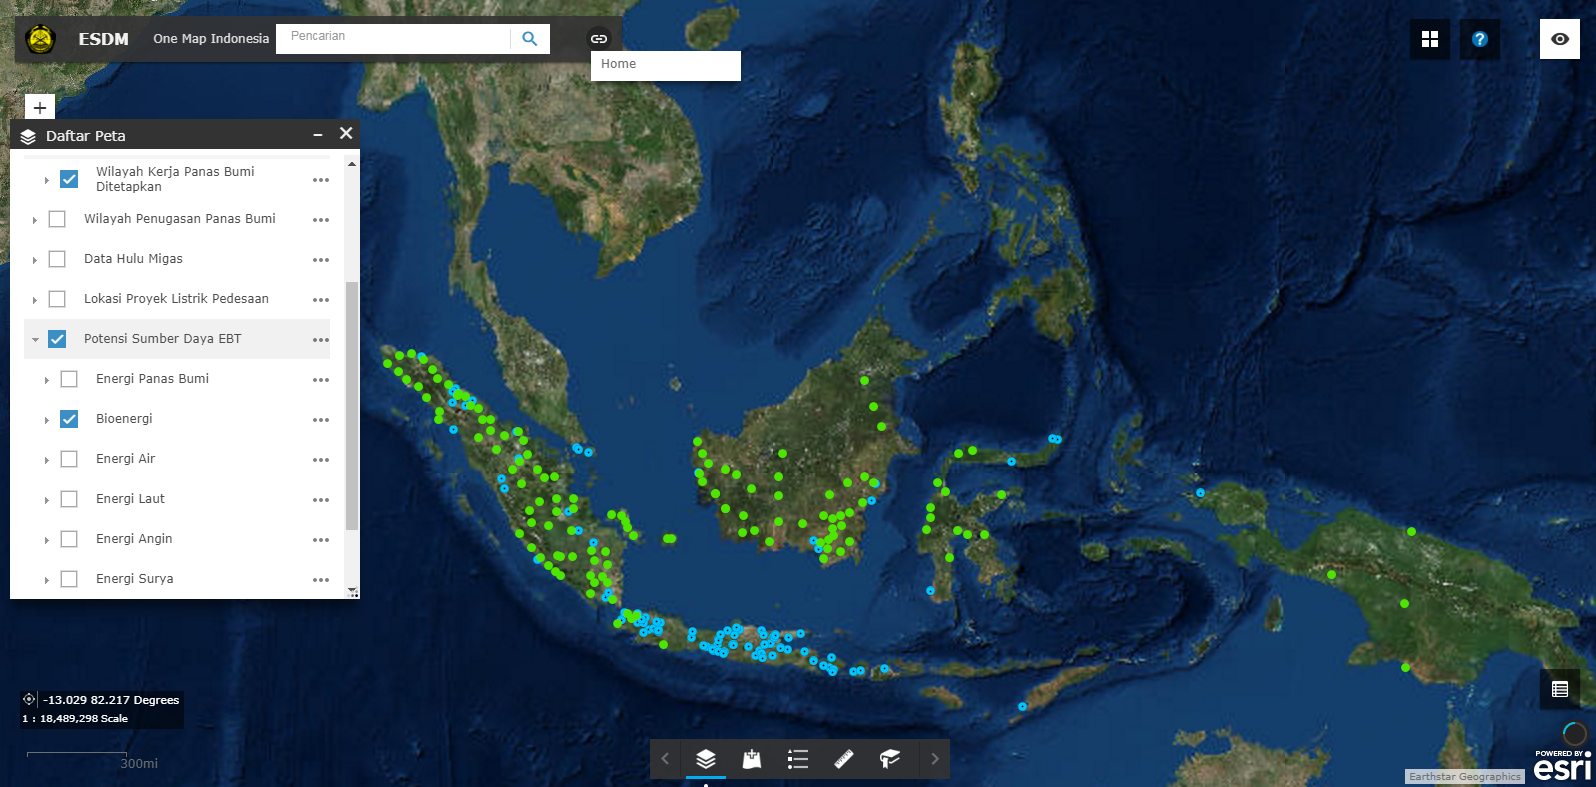 ESDM One Map Indonesia Pencarian
Home
+
Daftar Peta
Wilayah Kerja Panas Bumi
Ditetapkan
Wilayah Penugasan Panas Bumi
Data Hulu Migas
Lokasi Proyek Listrik Pedesaan
Potensi Sumber Daya EBT
Energi Panas Bumi
Bioenergi
Energi Air
Energi Laut
Energi Angin
Energi Surya
-13.029 82.217 Degrees
1 : 18,489,298 Scale
300mi
POWERED BY
esri
Earthstar Geographics